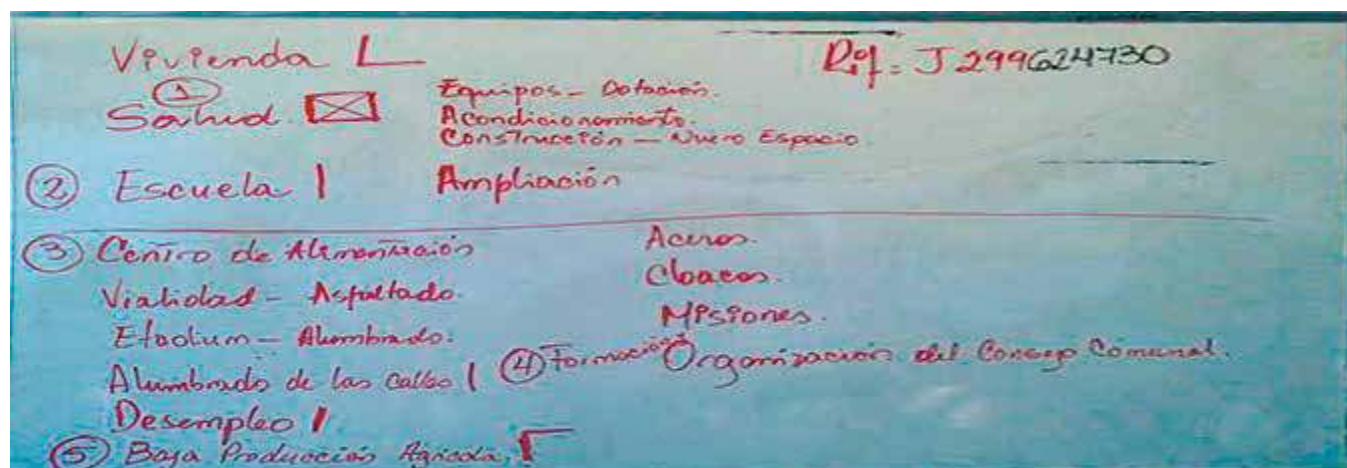 Vivienda
Rif. J299624730
① Salud
Equipos - Dotación.
Acondicionamiento.
Construcción - Nuevo Espacio.
② Escuela
Ampliación
③ Centro de Alimentación
Aceras.
Vialidad - Asfaltado.
Cloacas.
Estadium - Alumbrado.
Misiones.
Alumbrado de las calles
④ Formación Organización del Consejo Comunal.
Desempleo
⑤ Baja Producción Agricola,